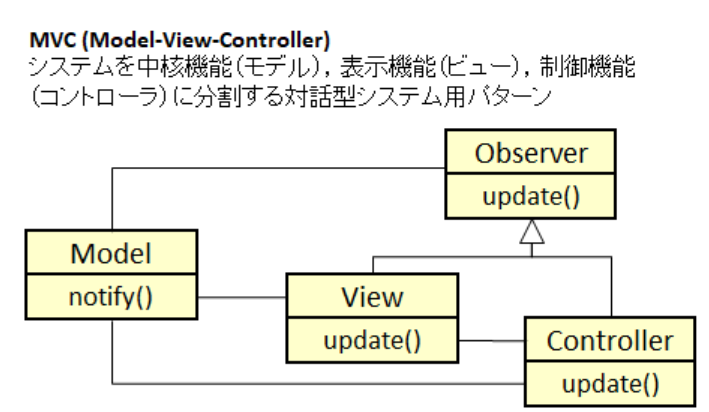 MVC (Model-View-Controller)
システムを中核機能(モデル)，表示機能(ビュー)，制御機能
(コントローラ)に分割する対話型システム用パターン
Observer
update()
Model
notify()
View
update()
Controller
update()